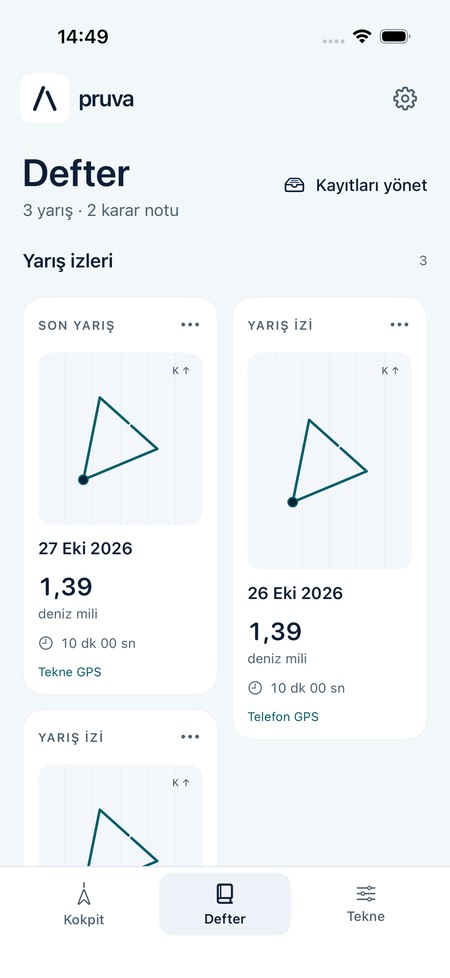 14:49
pruva
Defter
3 yarış · 2 karar notu
Kayıtları yönet
Yarış izleri
3
SON YARIŞ
K ↑
27 Eki 2026
1,39
deniz mili
10 dk 00 sn
Tekne GPS
YARIŞ İZİ
K ↑
26 Eki 2026
1,39
deniz mili
10 dk 00 sn
Telefon GPS
YARIŞ İZİ
K ↑
Kokpit
Defter
Tekne